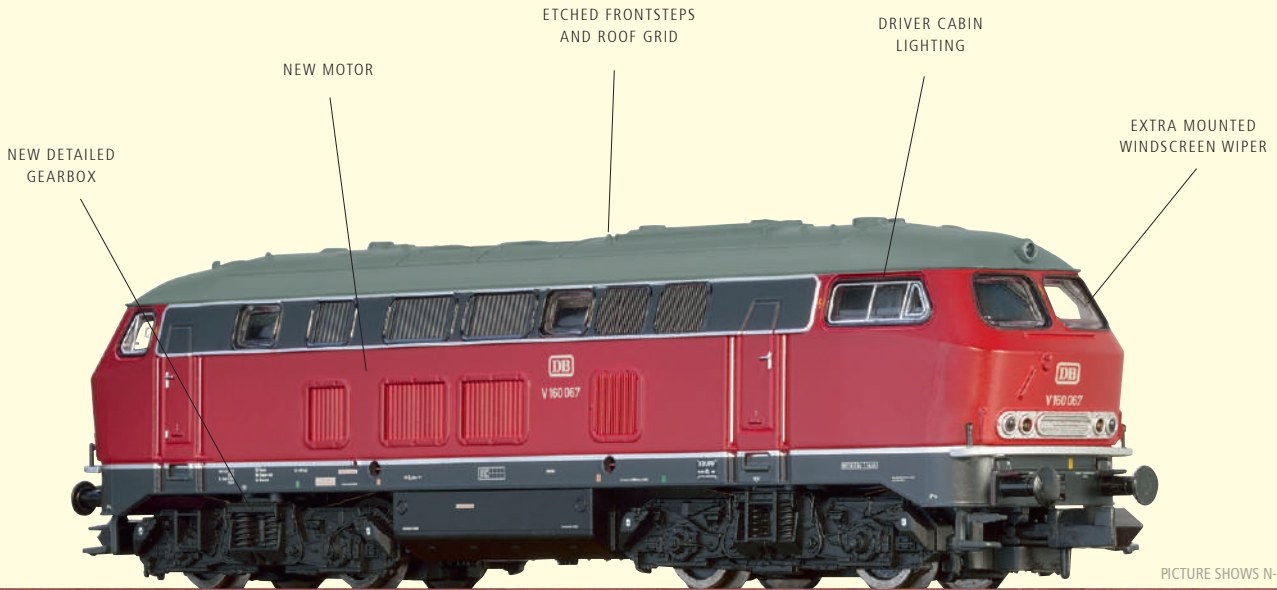 ETCHED FRONTSTEPS
AND ROOF GRID
DRIVER CABIN
LIGHTING
NEW MOTOR
EXTRA MOUNTED
WINDSCREEN WIPER
NEW DETAILED
GEARBOX
DB
V 160 067
DB
V 160 067
PICTURE SHOWS N-